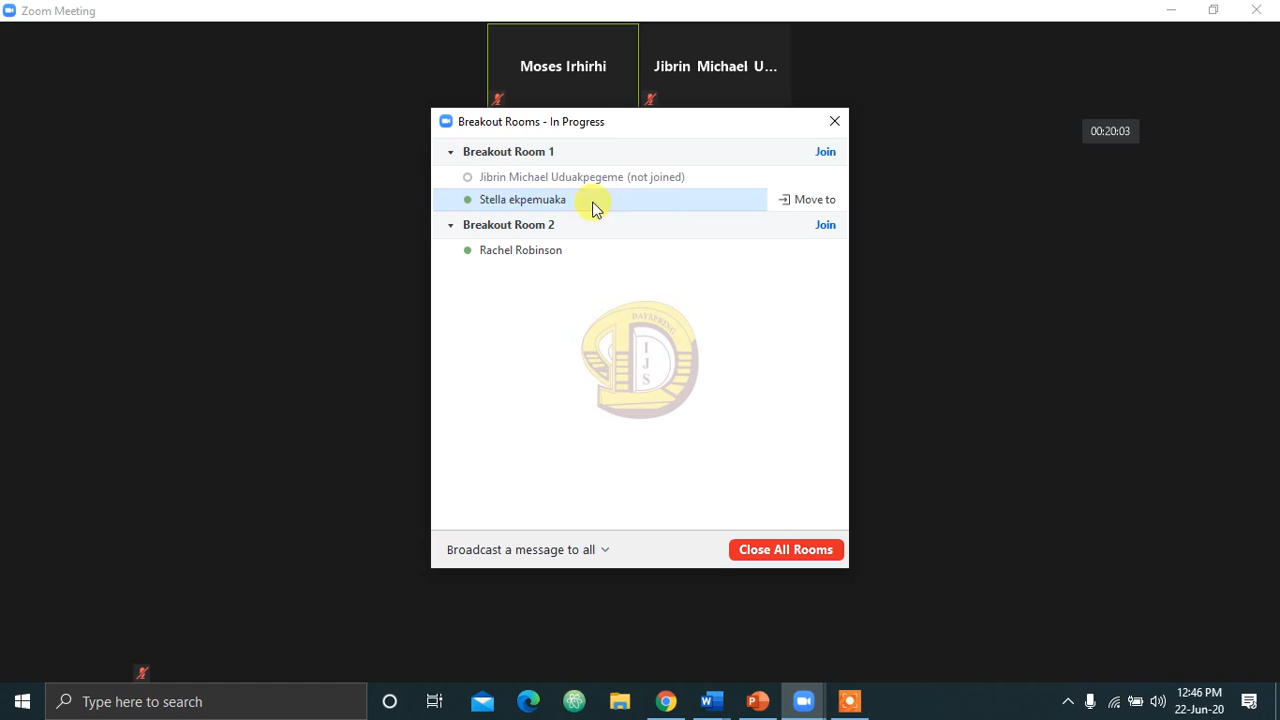 Zoom Meeting
Moses Irhirhi
Jibrin Michael U...
Breakout Rooms - In Progress
00:20:03
Breakout Room 1
Join
Jibrin Michael Uduakpegeme (not joined)
Stella ekpemuaka
Move to
Breakout Room 2
Join
Rachel Robinson
DAYSPRING
I
J
S
Broadcast a message to all
Close All Rooms
Type here to search
12:46 PM
22-Jun-20